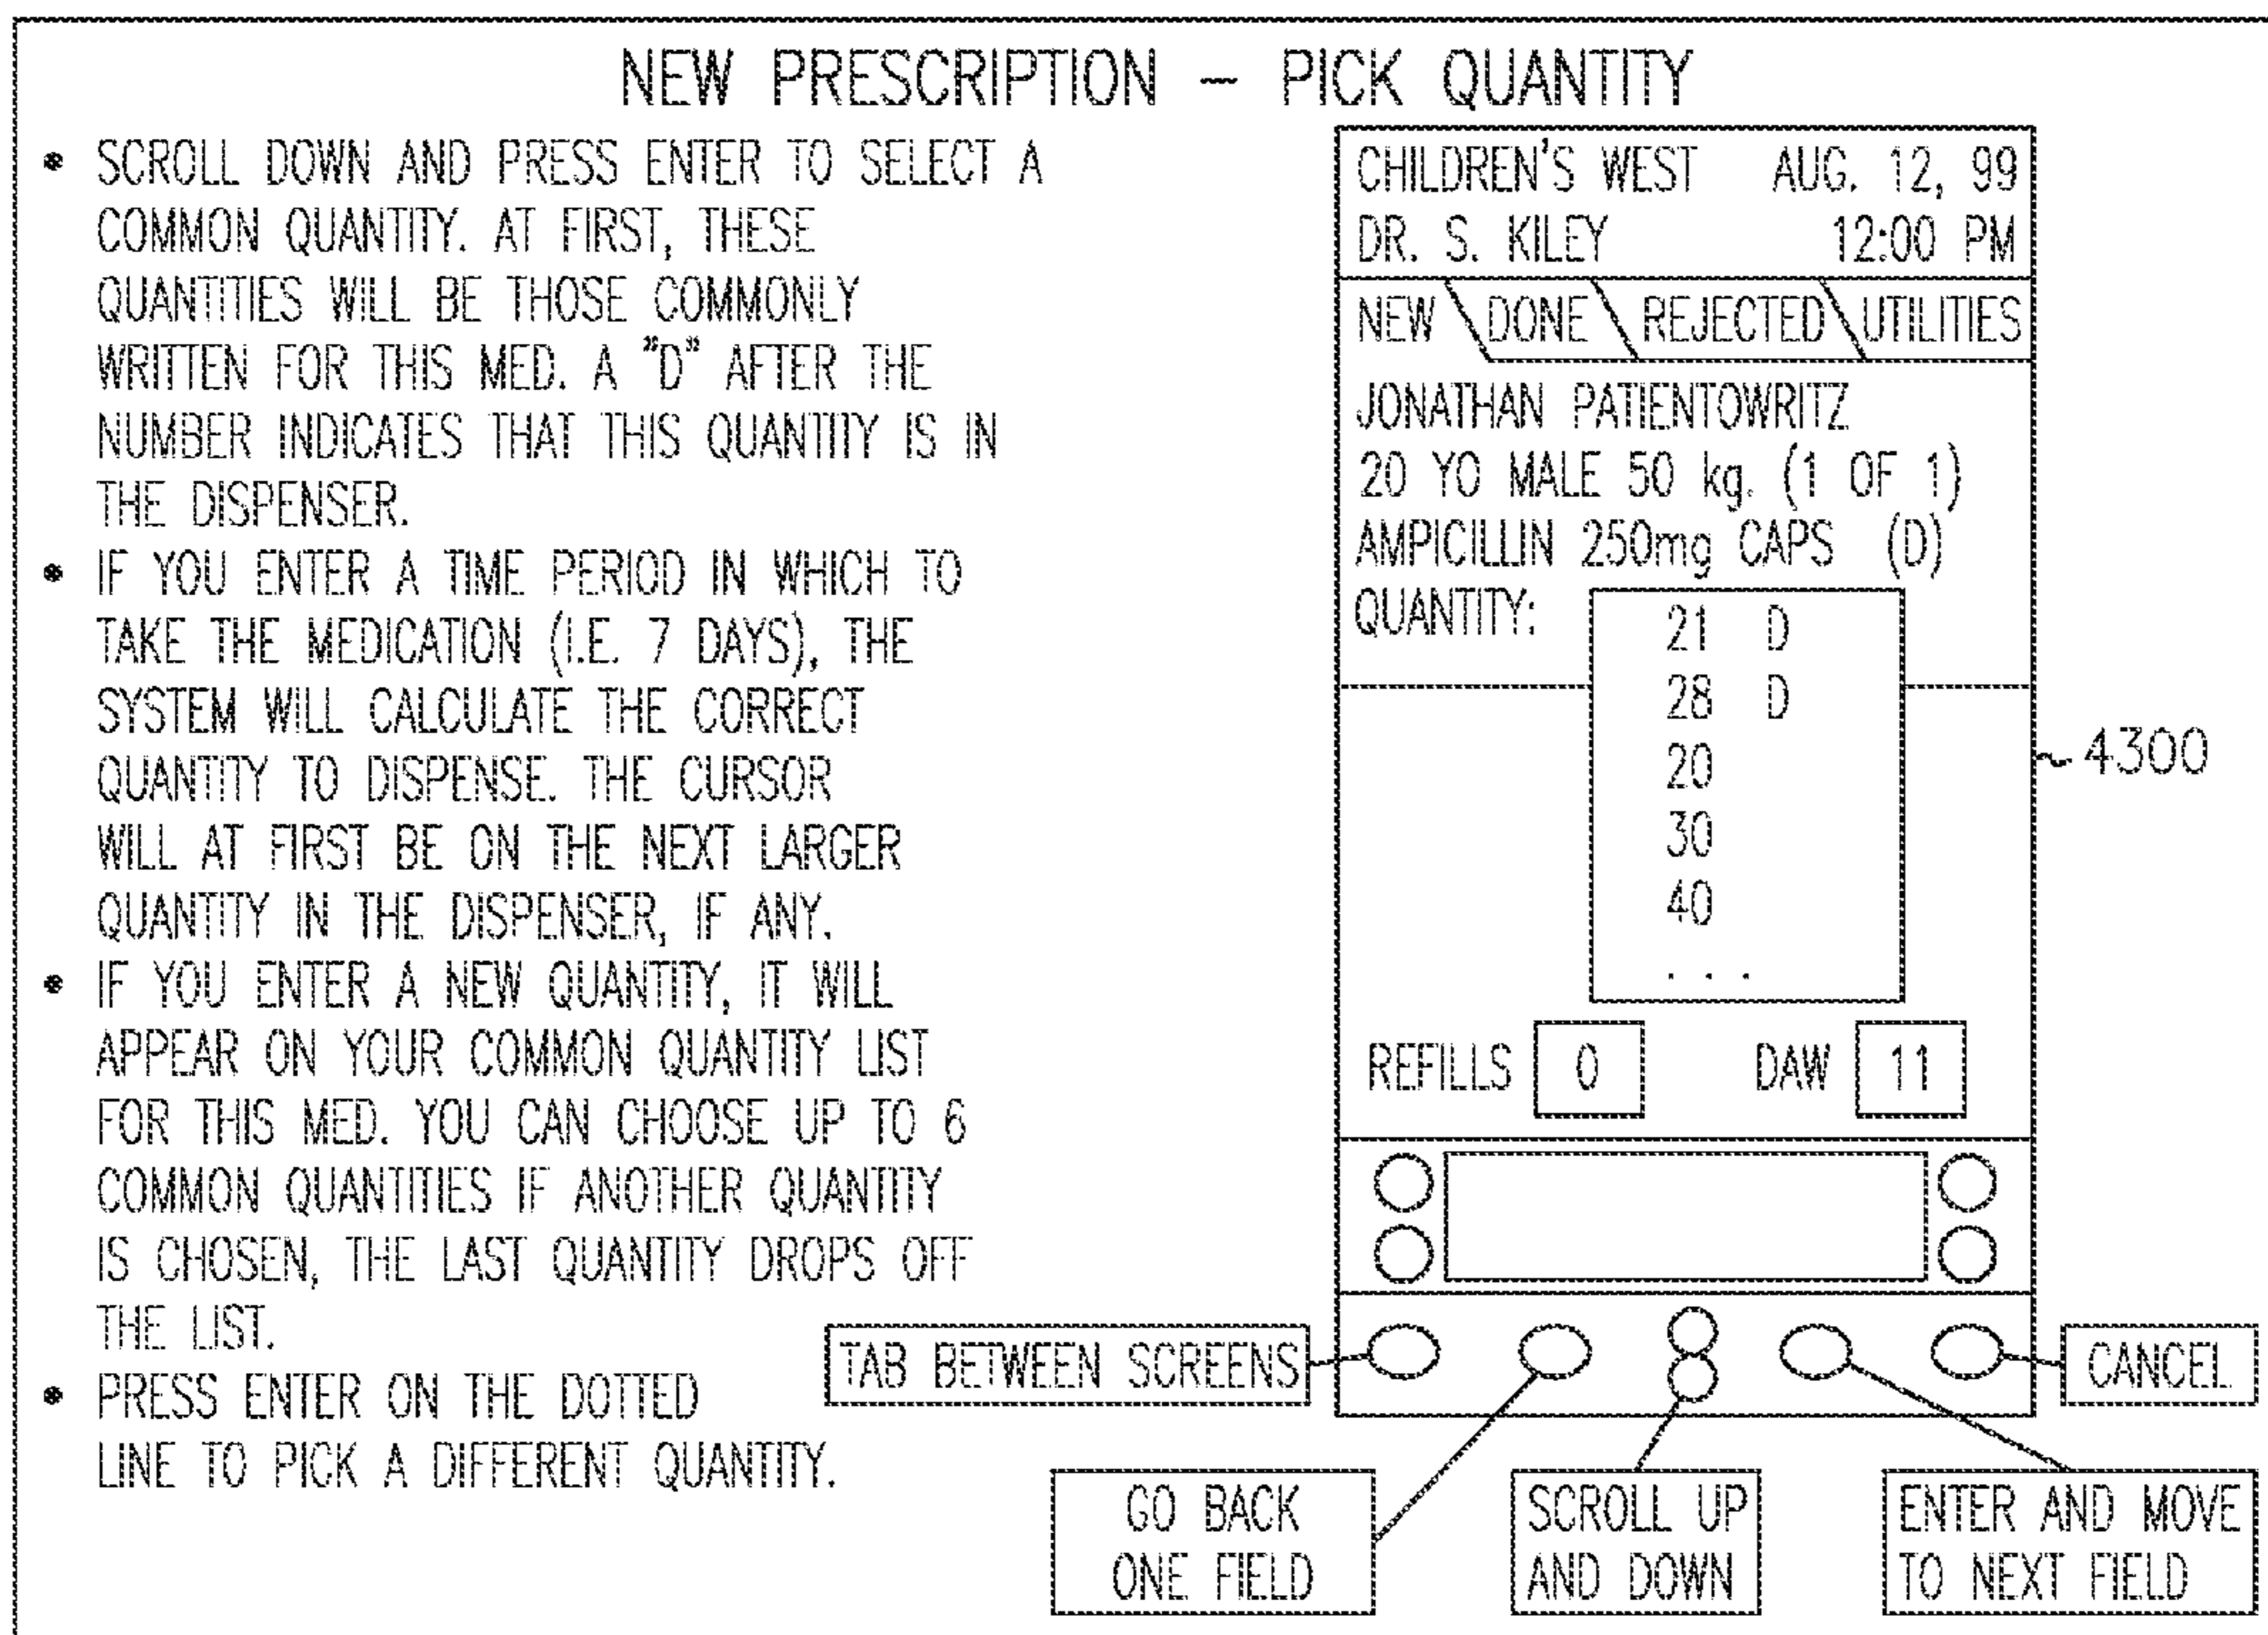 NEW PRESCRIPTION – PICK QUANTITY
• SCROLL DOWN AND PRESS ENTER TO SELECT A
COMMON QUANTITY. AT FIRST, THESE
QUANTITIES WILL BE THOSE COMMONLY
WRITTEN FOR THIS MED. A "D" AFTER THE
NUMBER INDICATES THAT THIS QUANTITY IS IN
THE DISPENSER.
• IF YOU ENTER A TIME PERIOD IN WHICH TO
TAKE THE MEDICATION (I.E. 7 DAYS), THE
SYSTEM WILL CALCULATE THE CORRECT
QUANTITY TO DISPENSE. THE CURSOR
WILL AT FIRST BE ON THE NEXT LARGER
QUANTITY IN THE DISPENSER, IF ANY.
• IF YOU ENTER A NEW QUANTITY, IT WILL
APPEAR ON YOUR COMMON QUANTITY LIST
FOR THIS MED. YOU CAN CHOOSE UP TO 6
COMMON QUANTITIES IF ANOTHER QUANTITY
IS CHOSEN, THE LAST QUANTITY DROPS OFF
THE LIST.
• PRESS ENTER ON THE DOTTED
LINE TO PICK A DIFFERENT QUANTITY.
CHILDREN'S WEST AUG. 12, 99
DR. S. KILEY 12:00 PM
NEW DONE REJECTED UTILITIES
JONATHAN PATIENTOWRITZ
20 YO MALE 50 kg. (1 OF 1)
AMPICILLIN 250mg CAPS (D)
QUANTITY:
21 D
28 D
20
30
40
. . .
REFILLS 0 DAW 11
4300
TAB BETWEEN SCREENS
CANCEL
GO BACK
ONE FIELD
SCROLL UP
AND DOWN
ENTER AND MOVE
TO NEXT FIELD